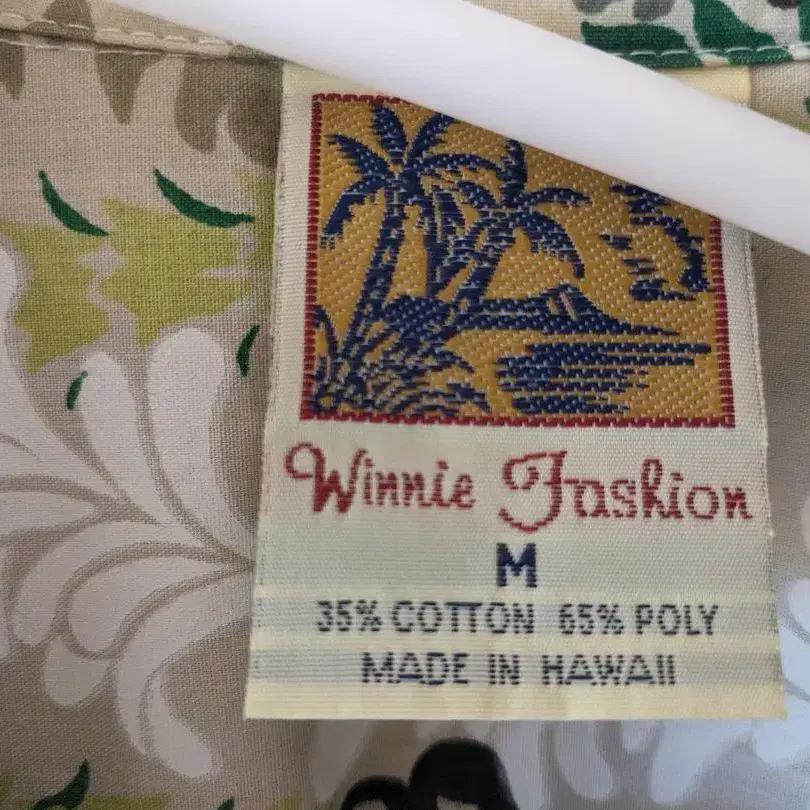 Winnie Fashion
M
35% COTTON 65% POLY
MADE IN HAWAII